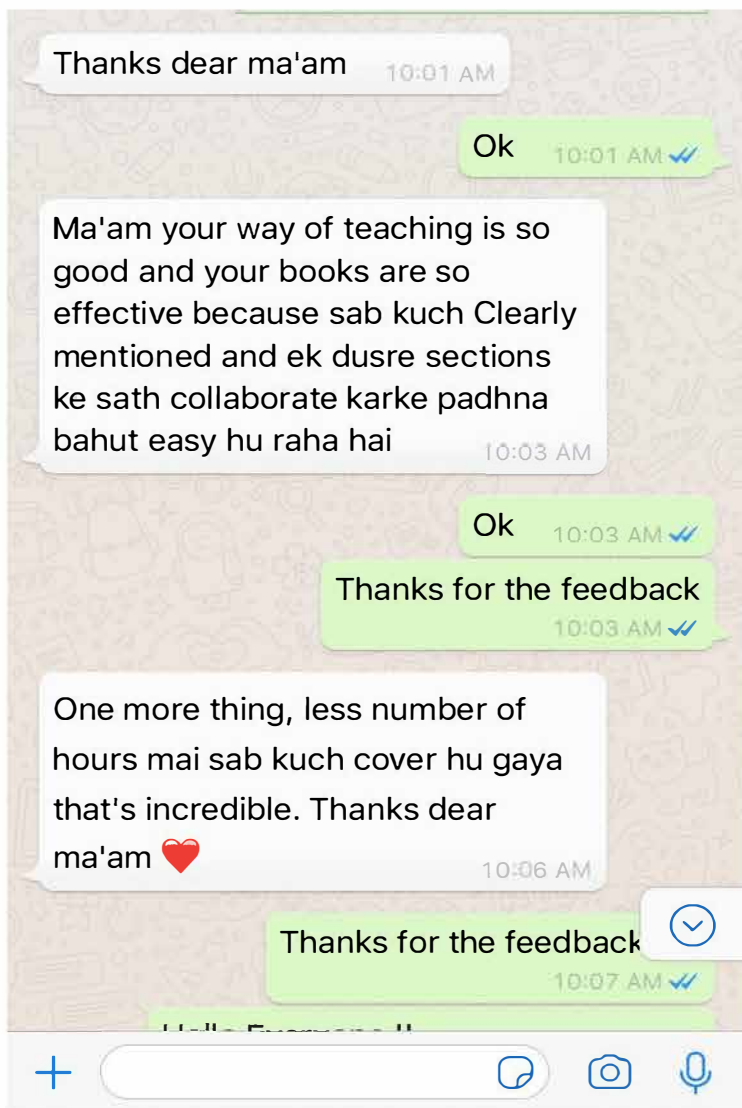 Thanks dear ma'am 10:01 AM
Ok 10:01 AM
Ma'am your way of teaching is so
good and your books are so
effective because sab kuch Clearly
mentioned and ek dusre sections
ke sath collaborate karke padhna
bahut easy hu raha hai 10:03 AM
Ok 10:03 AM
Thanks for the feedback
10:03 AM
One more thing, less number of
hours mai sab kuch cover hu gaya
that's incredible. Thanks dear
ma'am ❤️ 10:06 AM
Thanks for the feedback
10:07 AM